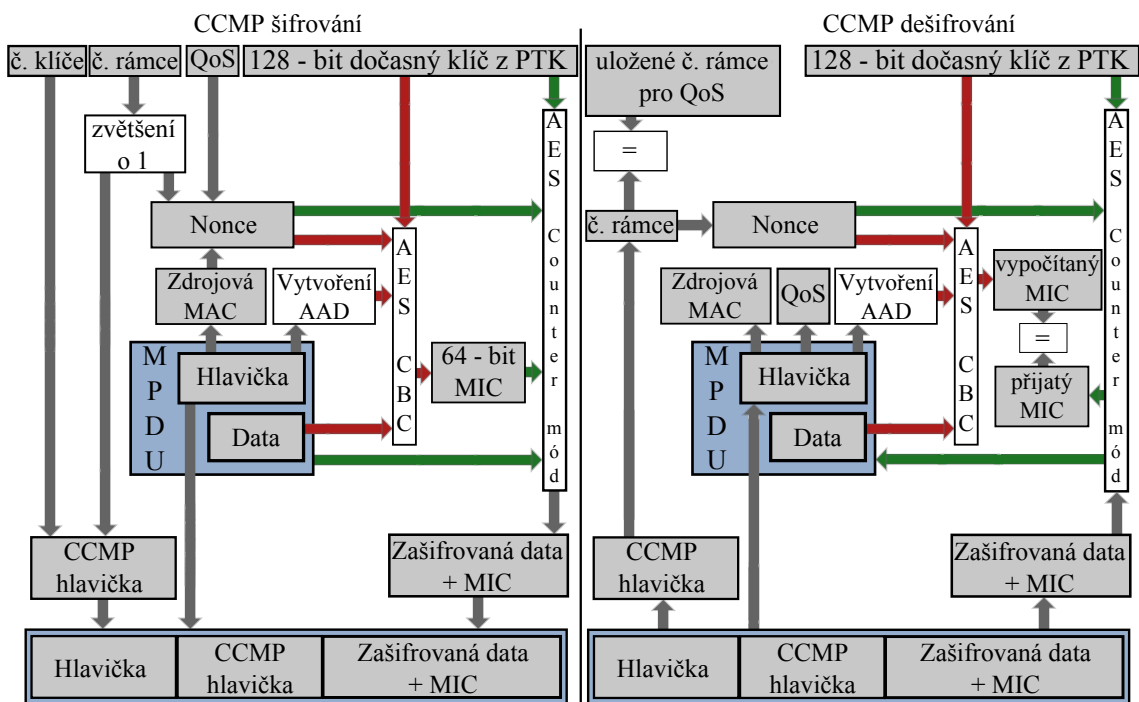 CCMP šifrování
č. klíče
č. rámce
QoS
128 - bit dočasný klíč z PTK
zvětšení
o 1
Nonce
Zdrojová
MAC
Vytvoření
AAD
AES CBC
AES Counter mód
MPDU
Hlavička
Data
64 - bit
MIC
CCMP
hlavička
Zašifrovaná data
+ MIC
Hlavička
CCMP
hlavička
Zašifrovaná data
+ MIC
CCMP dešifrování
uložené č. rámce
pro QoS
128 - bit dočasný klíč z PTK
=
č. rámce
Nonce
Zdrojová
MAC
QoS
Vytvoření
AAD
AES CBC
AES Counter mód
vypočítaný
MIC
=
přijatý
MIC
MPDU
Hlavička
Data
CCMP
hlavička
Zašifrovaná data
+ MIC
Hlavička
CCMP
hlavička
Zašifrovaná data
+ MIC